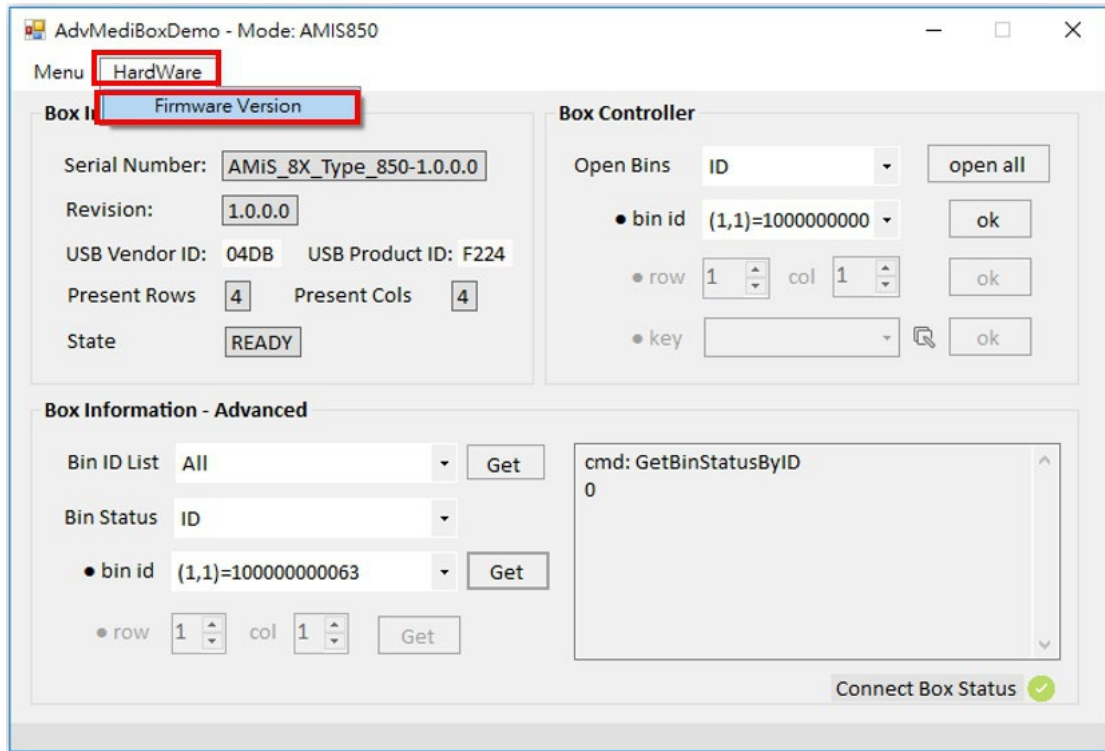 AdvMediBoxDemo - Mode: AMIS850
Menu HardWare
Firmware Version
Box I
Serial Number: AMiS_8X_Type_850-1.0.0.0
Revision: 1.0.0.0
USB Vendor ID: 04DB USB Product ID: F224
Present Rows 4 Present Cols 4
State READY
Box Controller
Open Bins ID open all
● bin id (1,1)=1000000000 ok
● row 1 col 1 ok
● key ok
Box Information - Advanced
Bin ID List All Get
Bin Status ID
● bin id (1,1)=100000000063 Get
● row 1 col 1 Get
cmd: GetBinStatusByID
0
Connect Box Status